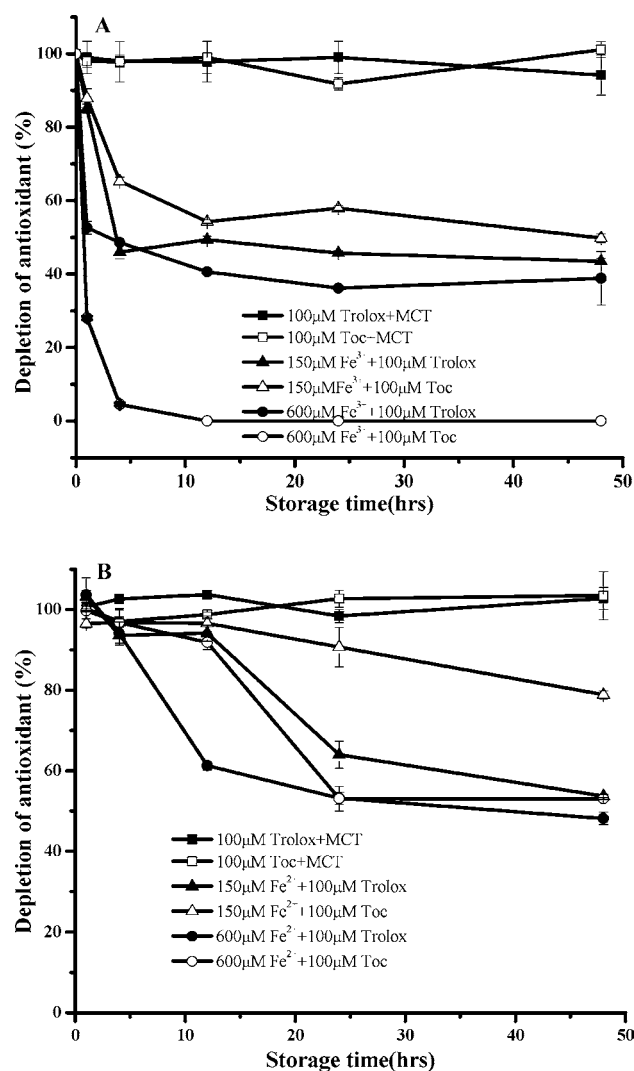 A
100
80
60
40
20
0
Depletion of antioxidant (%)
100μM Trolox+MCT
100μM Toc−MCT
150μM Fe³⁺+100μM Trolox
150μMFe³⁺+100μM Toc
600μM Fe³⁺+100μM Trolox
600μM Fe³⁺+100μM Toc
0 10 20 30 40 50
Storage time(hrs)
B
100
80
60
40
20
0
Depletion of antioxidant (%)
100μM Trolox+MCT
100μM Toc+MCT
150μM Fe²⁺+100μM Trolox
150μM Fe²⁺+100μM Toc
600μM Fe²⁺+100μM Trolox
600μM Fe²⁺+100μM Toc
0 10 20 30 40 50
Storage time(hrs)